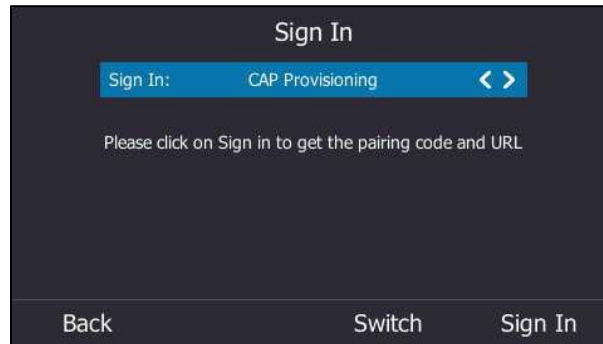 Sign In
Sign In: CAP Provisioning < >
Please click on Sign in to get the pairing code and URL
Back Switch Sign In